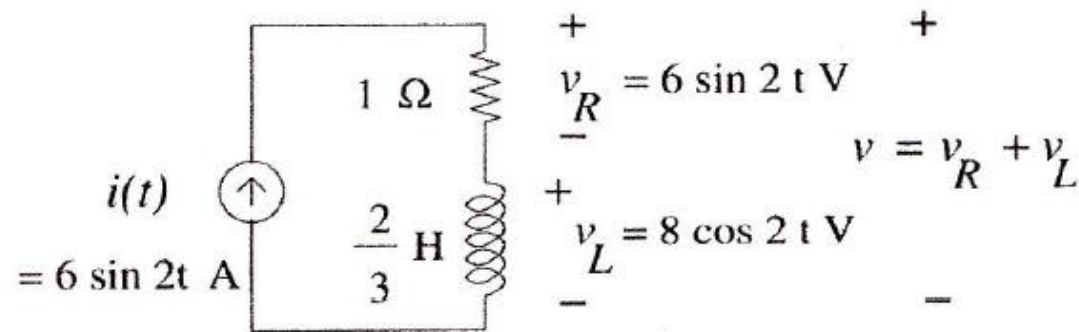 + +
1 Ω
v_R = 6 sin 2 t V
−
v = v_R + v_L
i(t)
= 6 sin 2t A
2/3 H
+
v_L = 8 cos 2 t V
− −